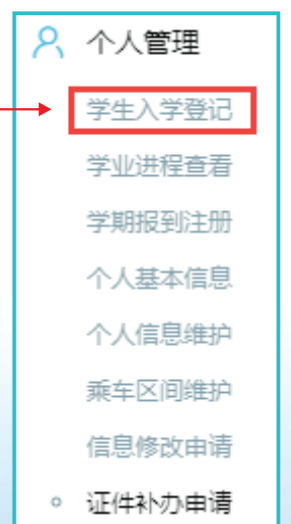 个人管理
学生入学登记
学业进程查看
学期报到注册
个人基本信息
个人信息维护
乘车区间维护
信息修改申请
证件补办申请